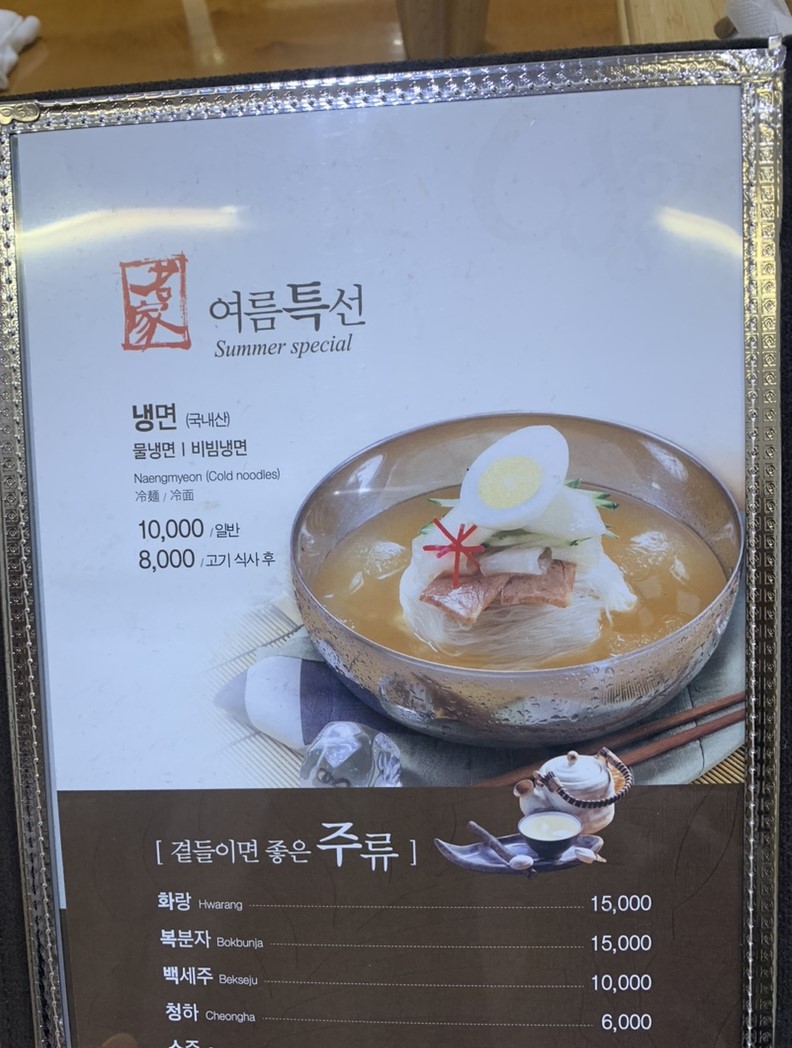 名家
여름특선
Summer special
냉면 (국내산)
물냉면 | 비빔냉면
Naengmyeon (Cold noodles)
冷麵 / 冷面
10,000 /일반
8,000 /고기 식사 후
[ 곁들이면 좋은 주류 ]
화랑 Hwarang 15,000
복분자 Bokbunja 15,000
백세주 Bekseju 10,000
청하 Cheongha 6,000